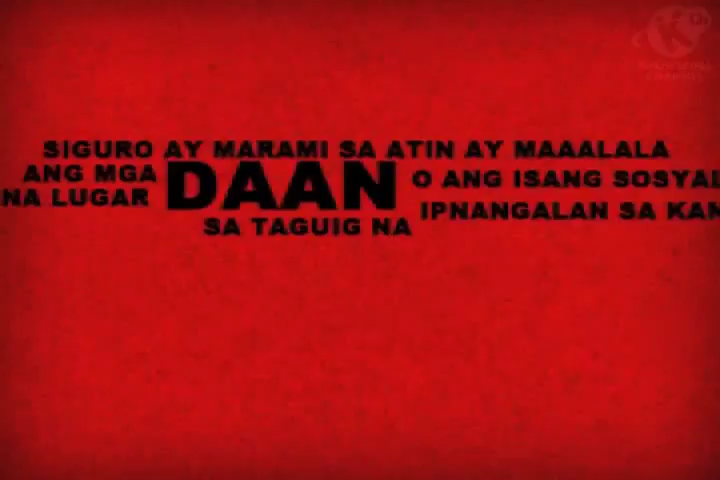 SIGURO AY MARAMI SA ATIN AY MAAALALA
ANG MGA DAAN O ANG ISANG SOSYAL
NA LUGAR SA TAGUIG NA IPNANGALAN SA KAN